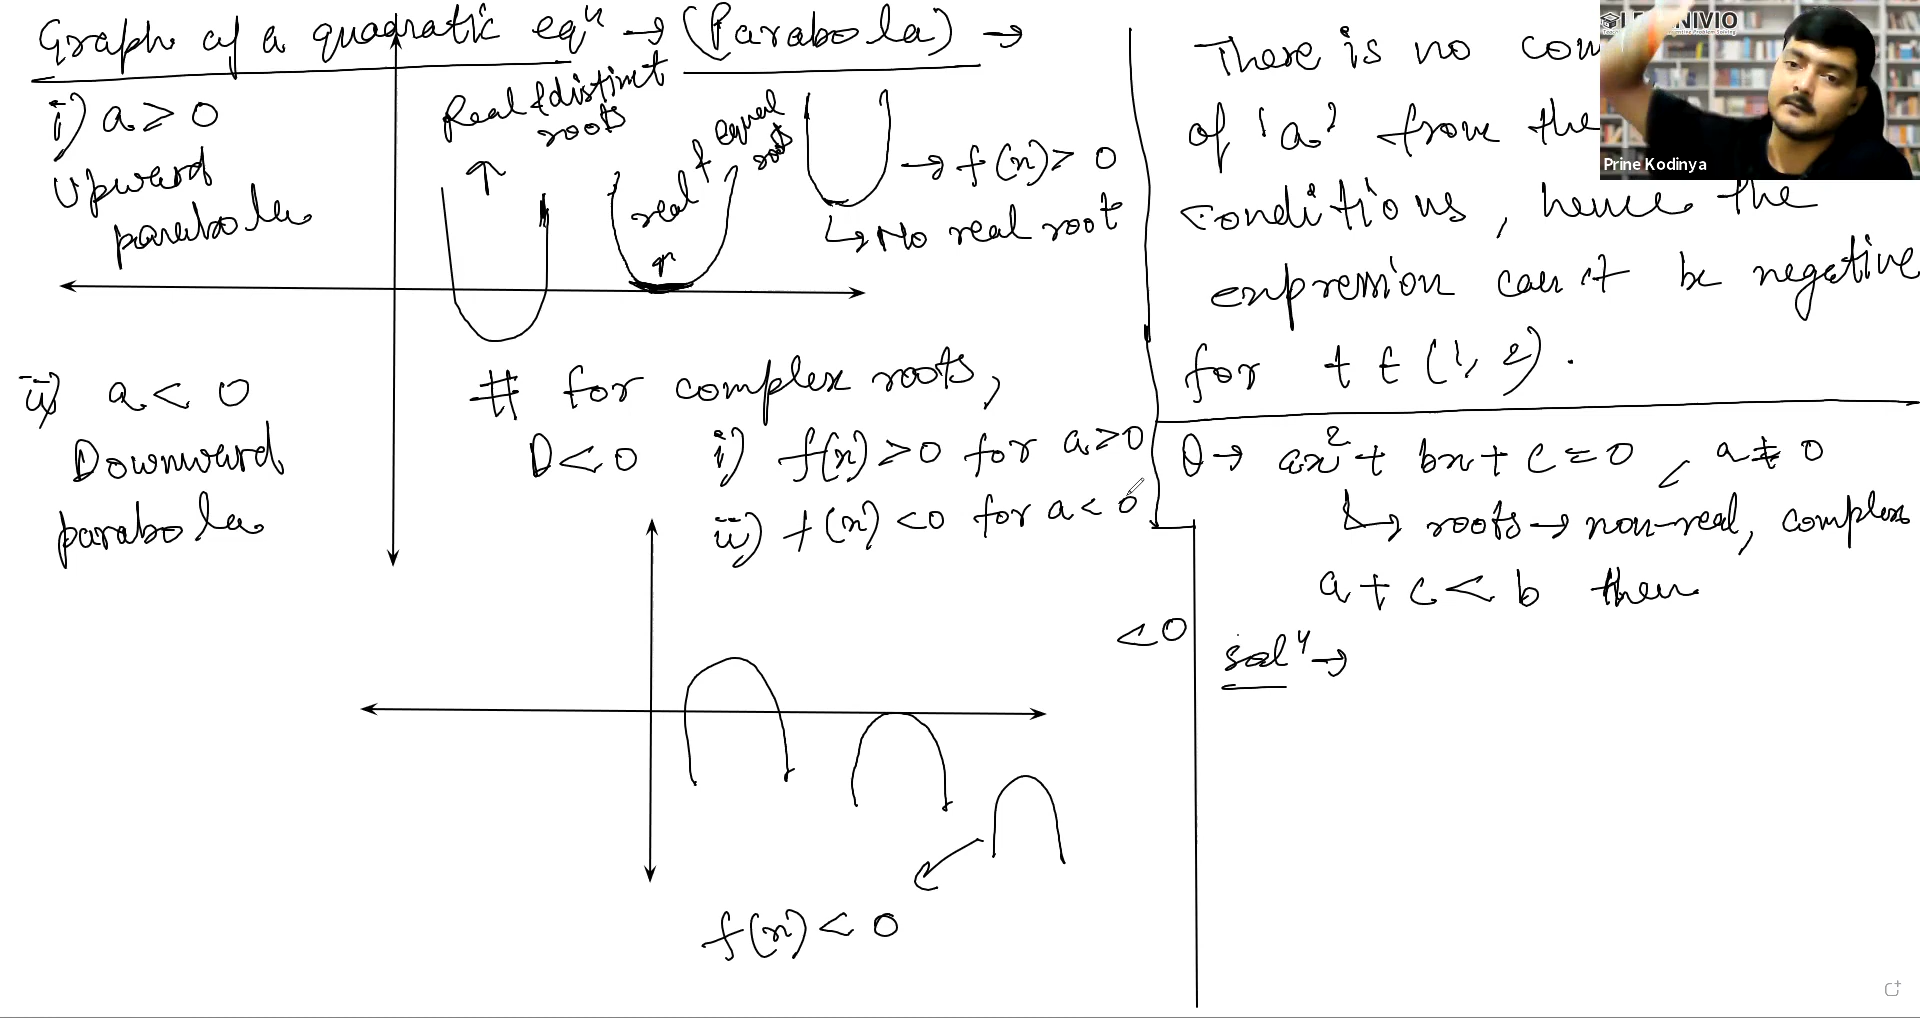 Graph of a quadratic eqⁿ → (Parabola) →
i) a > 0
Upward
parabola
Real & distinct
roots
real & equal
roots
→ f(x) > 0
↳ No real root
ii) a < 0
Downward
parabola
# for complex roots,
D < 0 i) f(x) > 0 for a > 0
ii) f(x) < 0 for a < 0
< 0
f(x) < 0
There is no
of 'a' from the
conditions, hence the
expression can't be negative
for t ∈ (1, 2).
Q → ax² + bx + c = 0, a ≠ 0
↳ roots → non-real, complex
a + c < b then
solⁿ →
NIVIO
Prine Kodinya